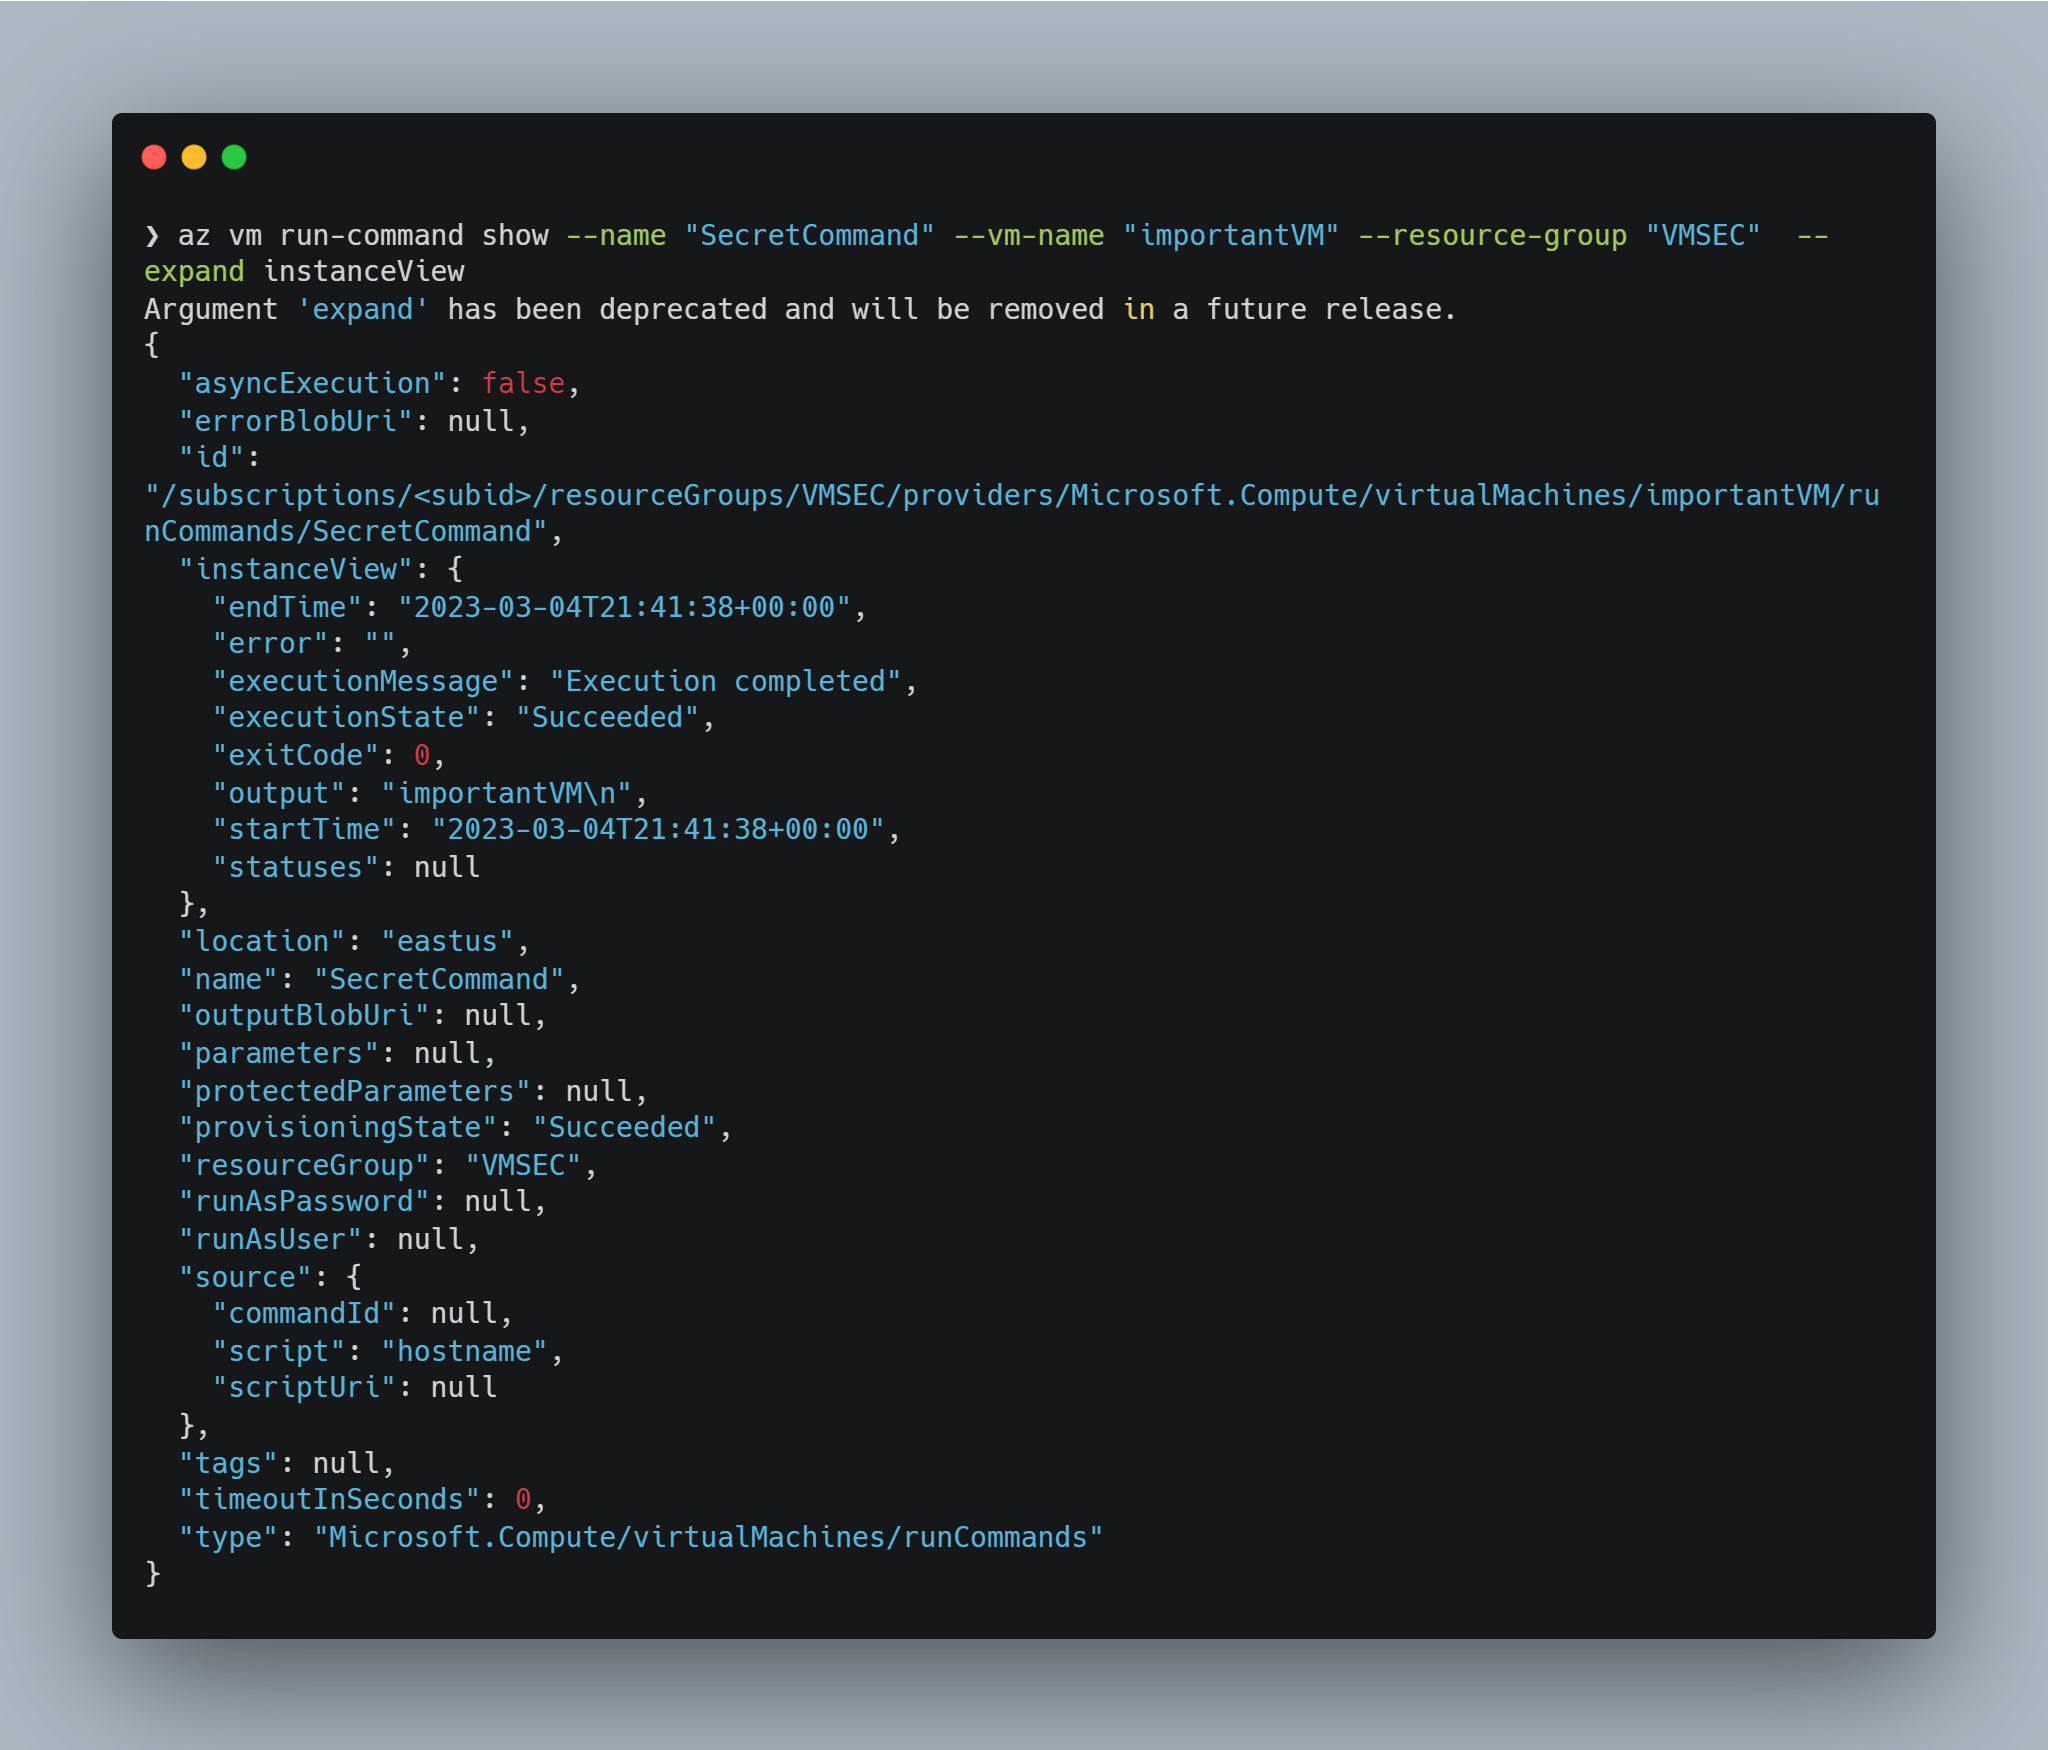 ❯ az vm run-command show --name "SecretCommand" --vm-name "importantVM" --resource-group "VMSEC"  --
expand instanceView
Argument 'expand' has been deprecated and will be removed in a future release.
{
  "asyncExecution": false,
  "errorBlobUri": null,
  "id":
"/subscriptions/<subid>/resourceGroups/VMSEC/providers/Microsoft.Compute/virtualMachines/importantVM/ru
nCommands/SecretCommand",
  "instanceView": {
    "endTime": "2023-03-04T21:41:38+00:00",
    "error": "",
    "executionMessage": "Execution completed",
    "executionState": "Succeeded",
    "exitCode": 0,
    "output": "importantVM\n",
    "startTime": "2023-03-04T21:41:38+00:00",
    "statuses": null
  },
  "location": "eastus",
  "name": "SecretCommand",
  "outputBlobUri": null,
  "parameters": null,
  "protectedParameters": null,
  "provisioningState": "Succeeded",
  "resourceGroup": "VMSEC",
  "runAsPassword": null,
  "runAsUser": null,
  "source": {
    "commandId": null,
    "script": "hostname",
    "scriptUri": null
  },
  "tags": null,
  "timeoutInSeconds": 0,
  "type": "Microsoft.Compute/virtualMachines/runCommands"
}